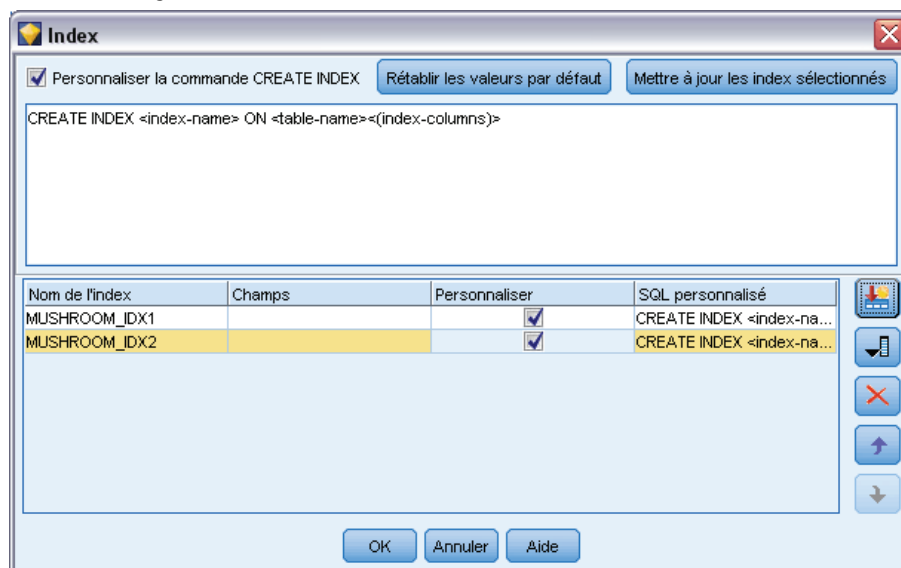 Index
Personnaliser la commande CREATE INDEX Rétablir les valeurs par défaut Mettre à jour les index sélectionnés
CREATE INDEX <index-name> ON <table-name><(index-columns)>
Nom de l'index Champs Personnaliser SQL personnalisé
MUSHROOM_IDX1 CREATE INDEX <index-na...
MUSHROOM_IDX2 CREATE INDEX <index-na...
OK Annuler Aide